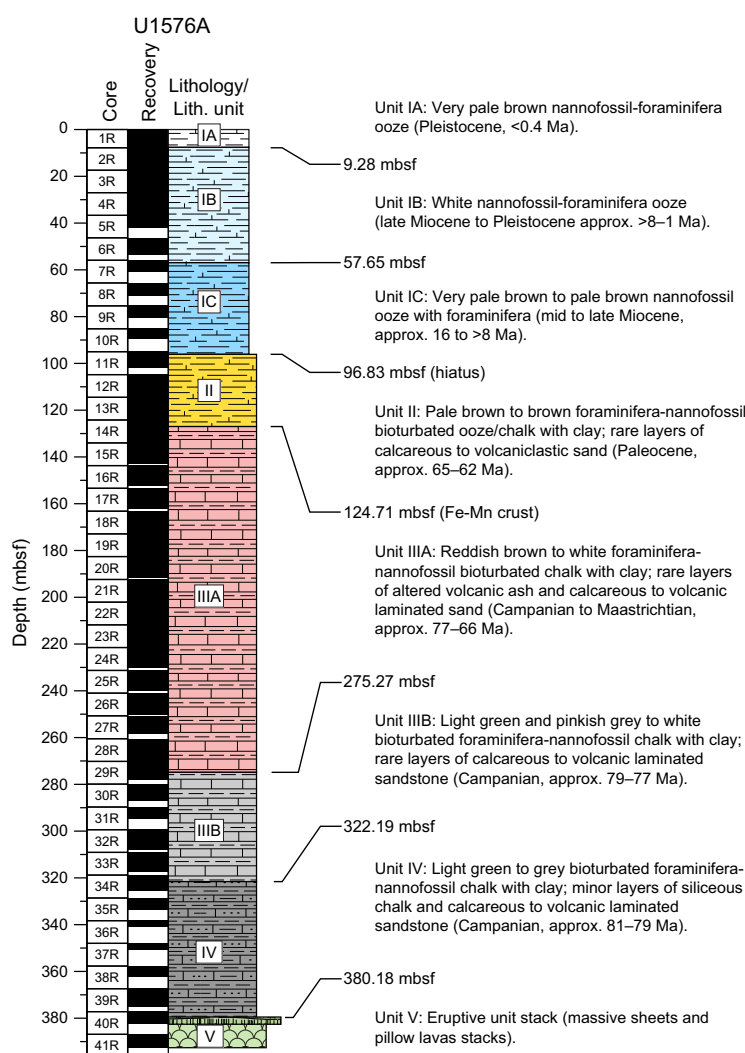 U1576A
Core
Recovery
Lithology/
Lith. unit
Depth (mbsf)
0
20
40
60
80
100
120
140
160
180
200
220
240
260
280
300
320
340
360
380
1R
2R
3R
4R
5R
6R
7R
8R
9R
10R
11R
12R
13R
14R
15R
16R
17R
18R
19R
20R
21R
22R
23R
24R
25R
26R
27R
28R
29R
30R
31R
32R
33R
34R
35R
36R
37R
38R
39R
40R
41R
IA
IB
IC
II
IIIA
IIIB
IV
V
Unit IA: Very pale brown nannofossil-foraminifera
ooze (Pleistocene, <0.4 Ma).
9.28 mbsf
Unit IB: White nannofossil-foraminifera ooze
(late Miocene to Pleistocene approx. >8–1 Ma).
57.65 mbsf
Unit IC: Very pale brown to pale brown nannofossil
ooze with foraminifera (mid to late Miocene,
approx. 16 to >8 Ma).
96.83 mbsf (hiatus)
Unit II: Pale brown to brown foraminifera-nannofossil
bioturbated ooze/chalk with clay; rare layers of
calcareous to volcaniclastic sand (Paleocene,
approx. 65–62 Ma).
124.71 mbsf (Fe-Mn crust)
Unit IIIA: Reddish brown to white foraminifera-
nannofossil bioturbated chalk with clay; rare layers
of altered volcanic ash and calcareous to volcanic
laminated sand (Campanian to Maastrichtian,
approx. 77–66 Ma).
275.27 mbsf
Unit IIIB: Light green and pinkish grey to white
bioturbated foraminifera-nannofossil chalk with clay;
rare layers of calcareous to volcanic laminated
sandstone (Campanian, approx. 79–77 Ma).
322.19 mbsf
Unit IV: Light green to grey bioturbated foraminifera-
nannofossil chalk with clay; minor layers of siliceous
chalk and calcareous to volcanic laminated
sandstone (Campanian, approx. 81–79 Ma).
380.18 mbsf
Unit V: Eruptive unit stack (massive sheets and
pillow lavas stacks).